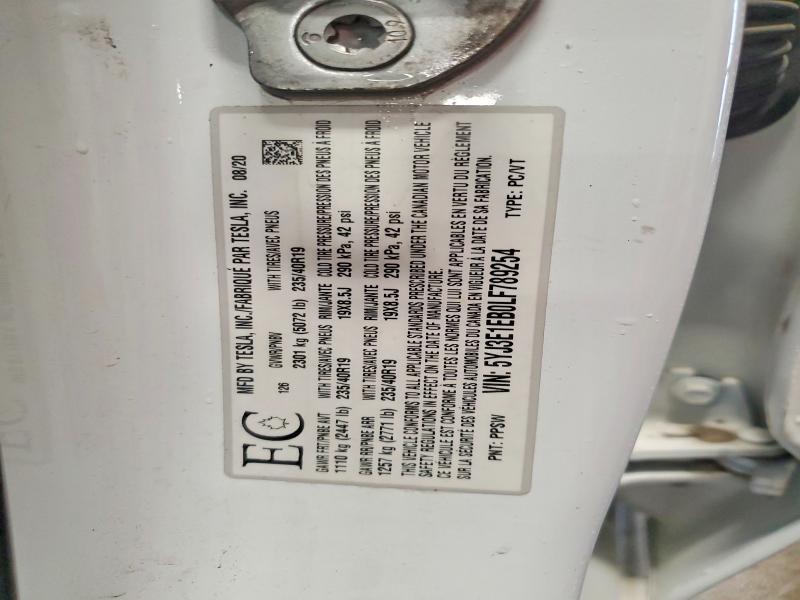 6
10.9
MFD BY TESLA, INC./FABRIQUÉ PAR TESLA, INC. 08/20
EC
126
GVWR/PNBV WITH TIRES/AVEC PNEUS
2301 kg (5072 lb) 235/40R19
GAWR FRT/PNBE AVT WITH TIRES/AVEC PNEUS RIM/JANTE COLD TIRE PRESSURE/PRESSION DES PNEUS À FROID
1110 kg (2447 lb) 235/40R19 19X8.5J 290 kPa, 42 psi
GAWR RR/PNBE ARR WITH TIRES/AVEC PNEUS RIM/JANTE COLD TIRE PRESSURE/PRESSION DES PNEUS À FROID
1257 kg (2771 lb) 235/40R19 19X8.5J 290 kPa, 42 psi
THIS VEHICLE CONFORMS TO ALL APPLICABLE STANDARDS PRESCRIBED UNDER THE CANADIAN MOTOR VEHICLE
SAFETY REGULATIONS IN EFFECT ON THE DATE OF MANUFACTURE.
CE VÉHICULE EST CONFORME À TOUTES LES NORMES QUI LUI SONT APPLICABLES EN VERTU DU RÈGLEMENT
SUR LA SÉCURITÉ DES VÉHICULES AUTOMOBILES DU CANADA EN VIGUEUR À LA DATE DE SA FABRICATION.
PNT: PPSW VIN: 5YJ3E1EB0LF789254 TYPE: PC/VT